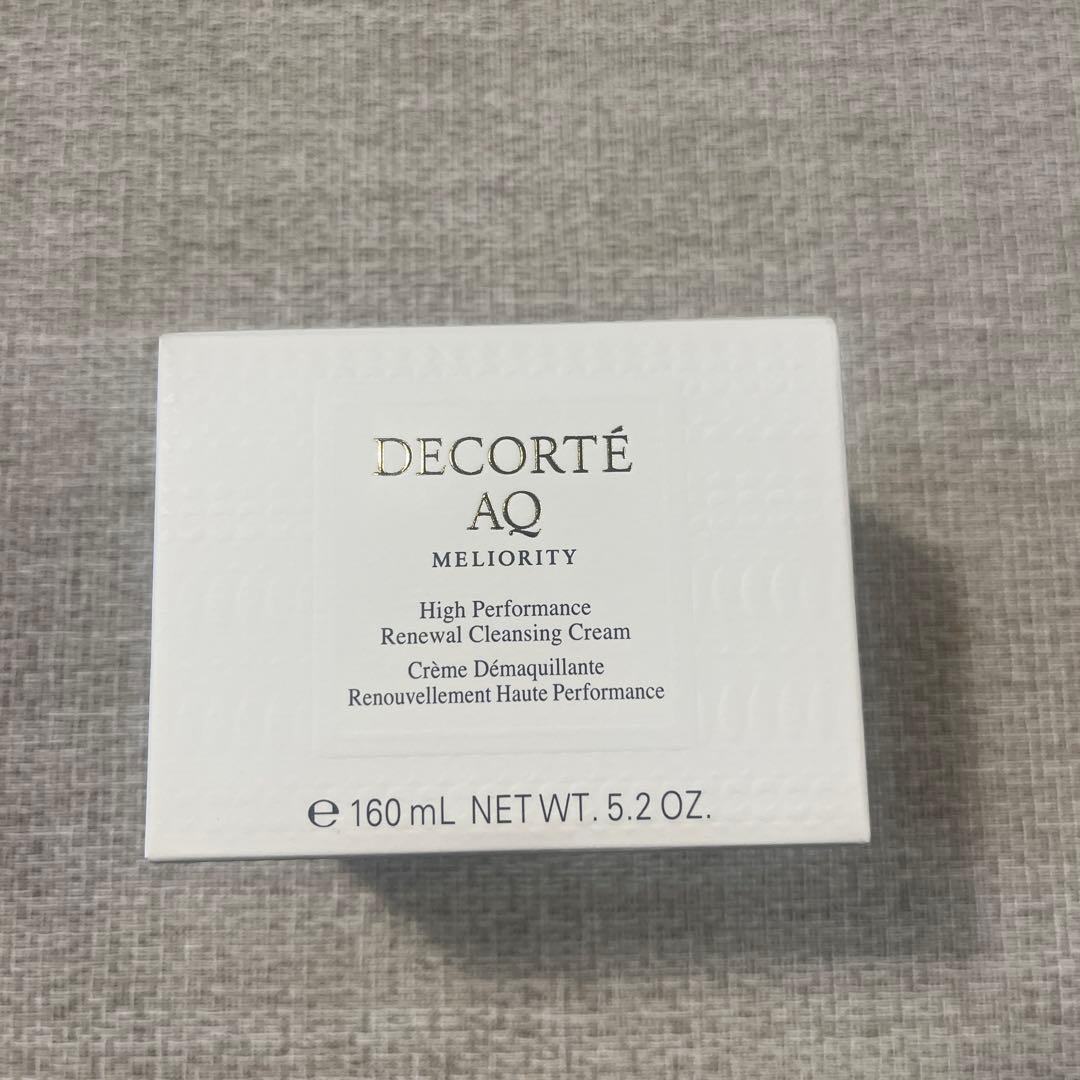 DECORTÉ
AQ
MELIORITY
High Performance
Renewal Cleansing Cream
Crème Démaquillante
Renouvellement Haute Performance
℮ 160 mL NET WT. 5.2 OZ.